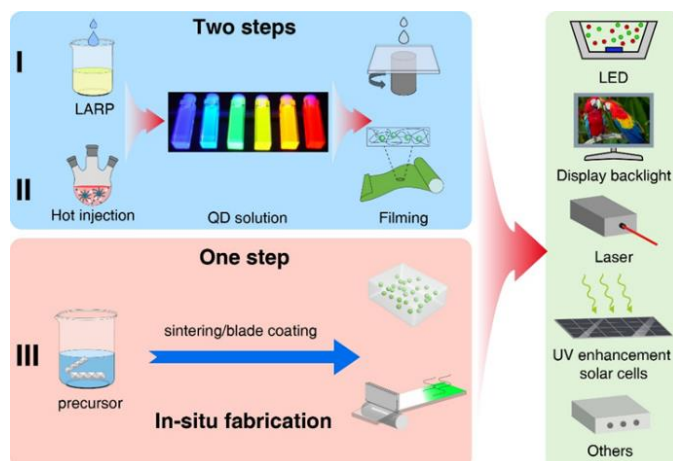 Two steps
I
LARP
II
Hot injection
QD solution
Filming
One step
III
precursor
sintering/blade coating
In-situ fabrication
LED
Display backlight
Laser
UV enhancement
solar cells
Others